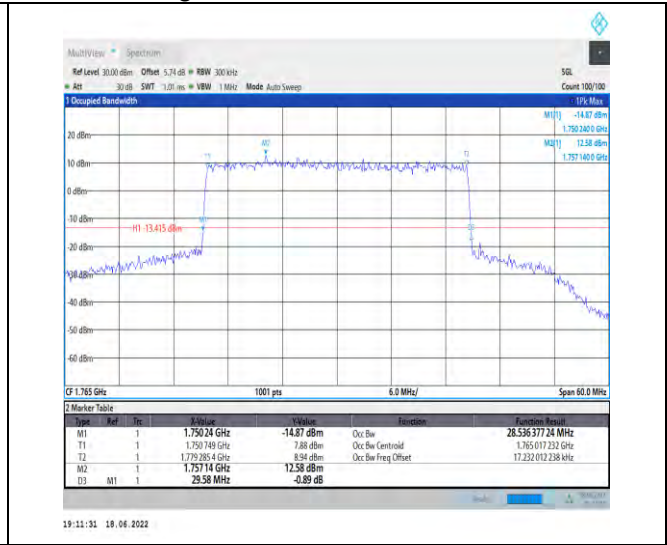 MultiView Spectrum
Ref Level 30.00 dBm Offset 5.74 dB RBW 300 kHz SGL
Att 30 dB SWT 1.01 ms VBW 1 MHz Mode Auto Sweep Count 100/100
1 Occupied Bandwidth 1Pk Max
M1[1] -14.87 dBm
1.750 240 0 GHz
M2[1] 12.58 dBm
1.757 140 0 GHz
20 dBm
M2
T1 T2
10 dBm
0 dBm
-10 dBm
M1 D3
H1 -13.415 dBm
-20 dBm
-30 dBm
-40 dBm
-50 dBm
-60 dBm
CF 1.765 GHz 1001 pts 6.0 MHz/ Span 60.0 MHz
2 Marker Table
Type Ref Trc X-Value Y-Value Function Function Result
M1 1 1.750 24 GHz -14.87 dBm Occ Bw 28.536 377 24 MHz
T1 1 1.750 749 GHz 7.88 dBm Occ Bw Centroid 1.765 017 232 GHz
T2 1 1.779 285 4 GHz 8.94 dBm Occ Bw Freq Offset 17.232 012 238 kHz
M2 1 1.757 14 GHz 12.58 dBm
D3 M1 1 29.58 MHz -0.89 dB
19:11:31 18.06.2022